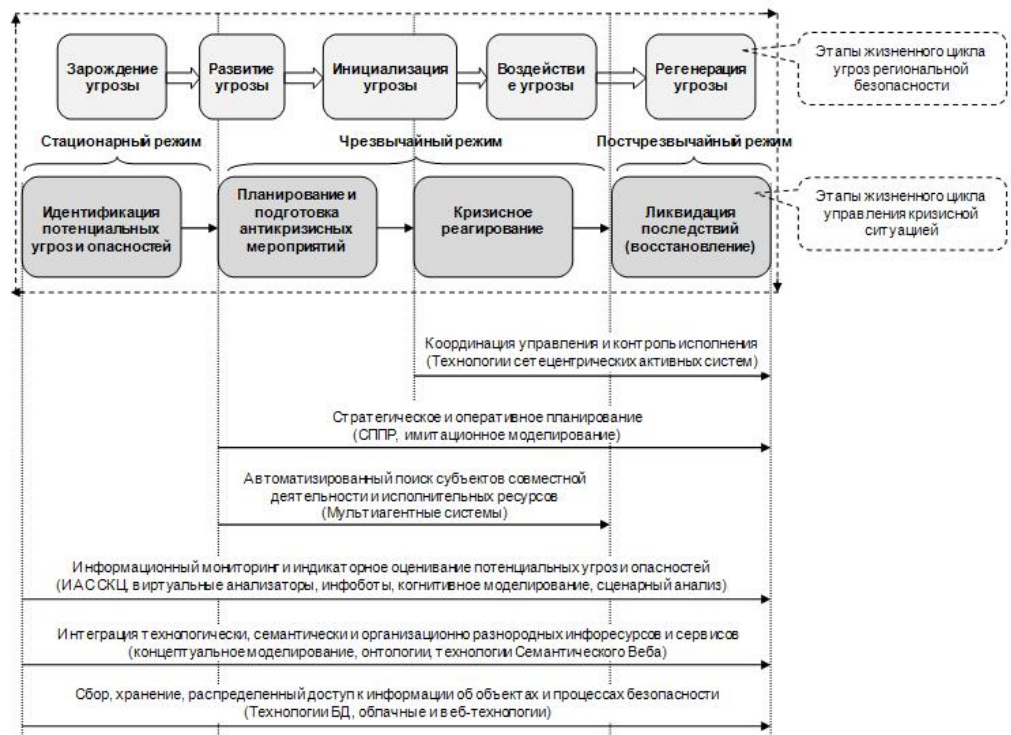 Зарождение
угрозы
Развитие
угрозы
Инициализация
угрозы
Воздействи
е угрозы
Регенерация
угрозы
Этапы жизненного цикла
угроз региональной
безопасности
Стационарный режим
Чрезвычайный режим
Постчрезвычайный режим
Идентификация
потенциальных
угроз и опасностей
Планирование и
подготовка
антикризисных
мероприятий
Кризисное
реагирование
Ликвидация
последствий
(восстановление)
Этапы жизненного цикла
управления кризисной
ситуацией
Координация управления и контроль исполнения
(Технологии сетецентрических активных систем)
Стратегическое и оперативное планирование
(СППР, имитационное моделирование)
Автоматизированный поиск субъектов совместной
деятельности и исполнительных ресурсов
(Мультиагентные системы)
Информационный мониторинг и индикаторное оценивание потенциальных угроз и опасностей
(ИАС СКЦ, виртуальные анализаторы, инфоботы, когнитивное моделирование, сценарный анализ)
Интеграция технологически, семантически и организационно разнородных инфоресурсов и сервисов
(концептуальное моделирование, онтологии, технологии Семантического Веба)
Сбор, хранение, распределенный доступ к информации об объектах и процессах безопасности
(Технологии БД, облачные и веб-технологии)